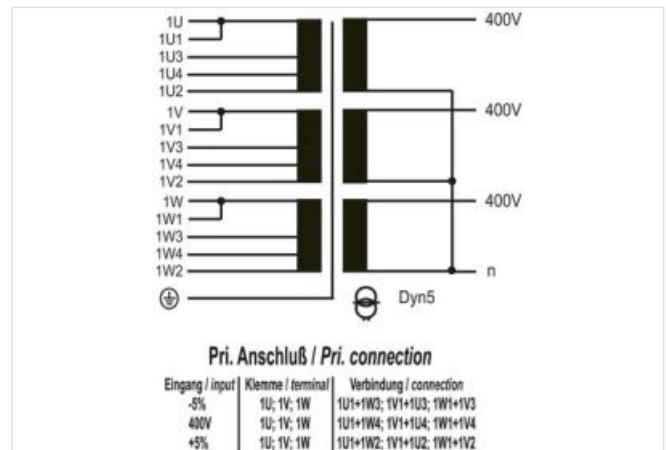 1U
400V
1U1
1U3
1U4
1U2
1V
400V
1V1
1V3
1V4
1V2
1W
400V
1W1
1W3
1W4
1W2
n
Dyn5
Pri. Anschluß / Pri. connection
Eingang / input Klemme / terminal Verbindung / connection
-5% 1U; 1V; 1W 1U1+1W3; 1V1+1U3; 1W1+1V3
400V 1U; 1V; 1W 1U1+1W4; 1V1+1U4; 1W1+1V4
+5% 1U; 1V; 1W 1U1+1W2; 1V1+1U2; 1W1+1V2